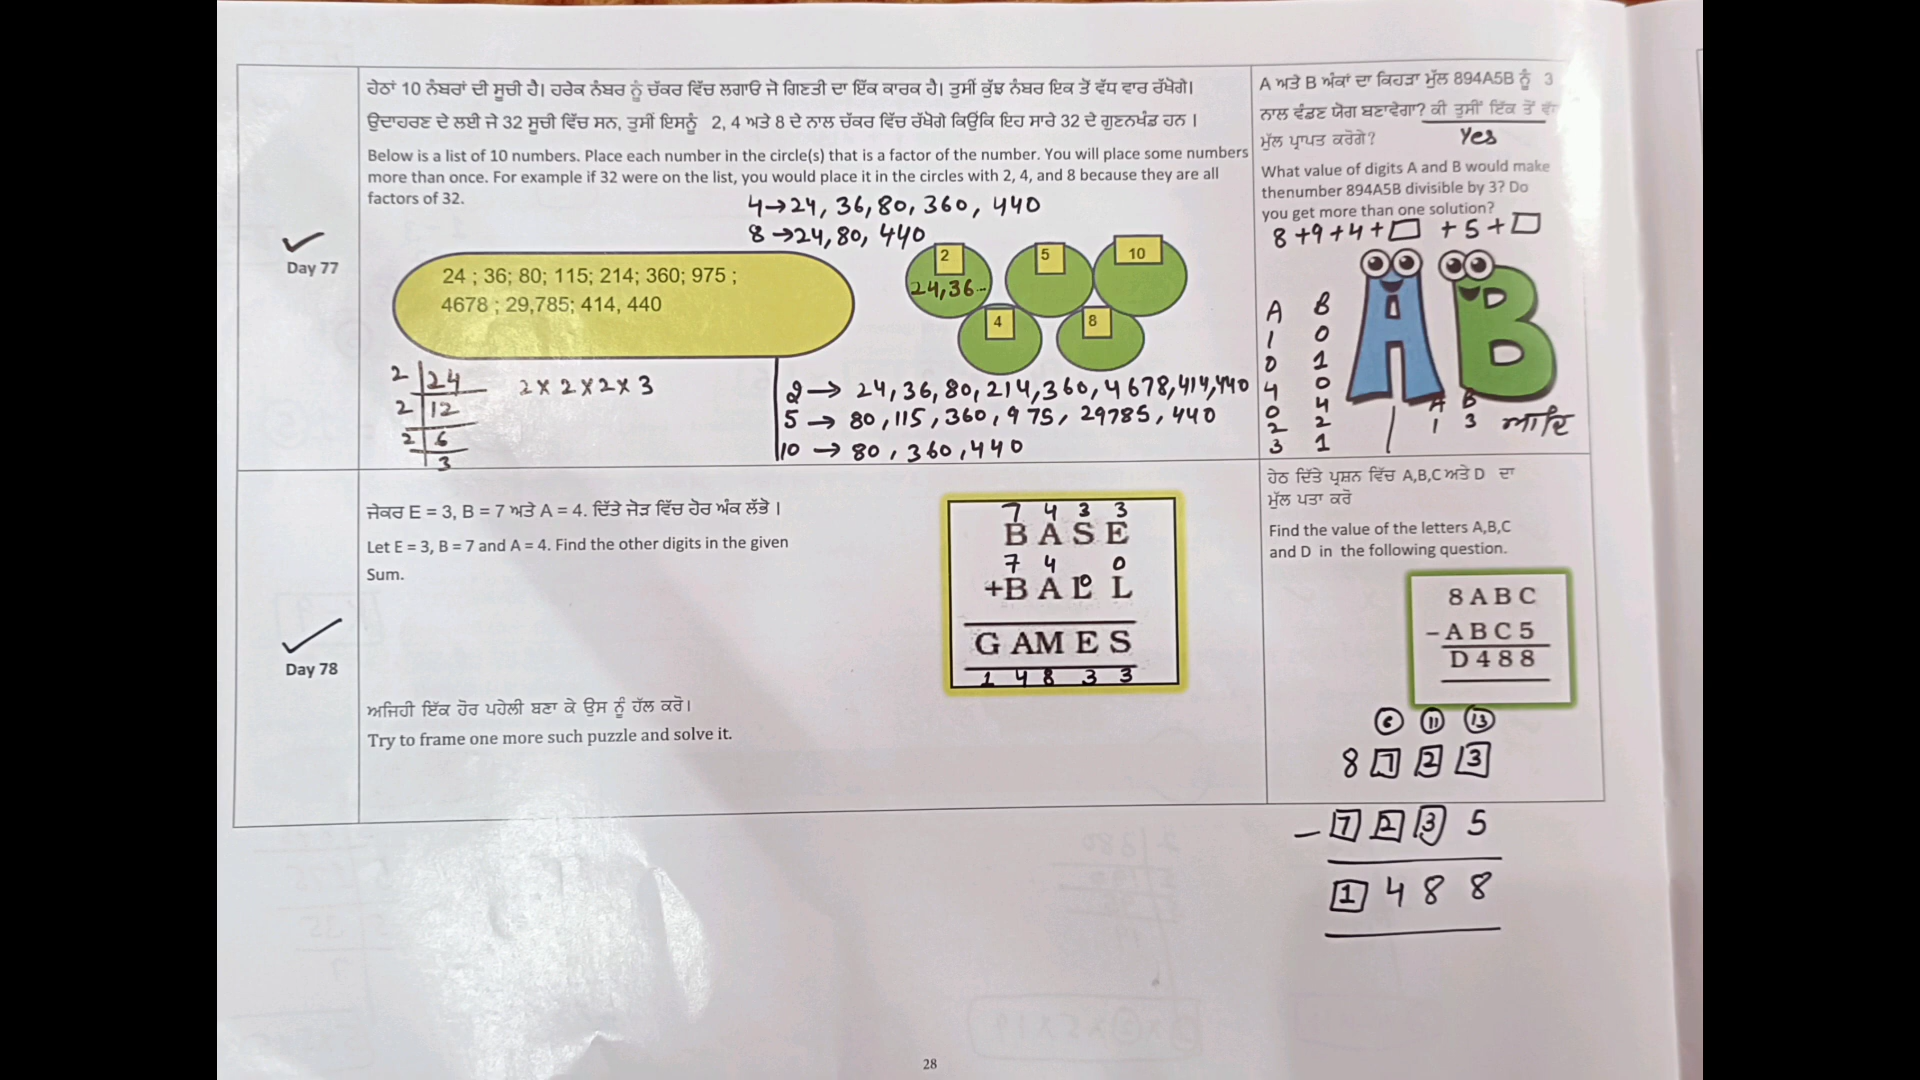 ਹੇਠਾਂ 10 ਨੰਬਰਾਂ ਦੀ ਸੂਚੀ ਹੈ। ਹਰੇਕ ਨੰਬਰ ਨੂੰ ਚੱਕਰ ਵਿੱਚ ਲਗਾਓ ਜੋ ਗਿਣਤੀ ਦਾ ਇੱਕ ਕਾਰਕ ਹੈ। ਤੁਸੀਂ ਕੁੱਝ ਨੰਬਰ ਇਕ ਤੋਂ ਵੱਧ ਵਾਰ ਰੱਖੋਗੇ।
ਉਦਾਹਰਣ ਦੇ ਲਈ ਜੇ 32 ਸੂਚੀ ਵਿੱਚ ਸਨ, ਤੁਸੀਂ ਇਸਨੂੰ 2, 4 ਅਤੇ 8 ਦੇ ਨਾਲ ਚੱਕਰ ਵਿੱਚ ਰੱਖੋਗੇ ਕਿਉਂਕਿ ਇਹ ਸਾਰੇ 32 ਦੇ ਗੁਣਨਖੰਡ ਹਨ ।
Below is a list of 10 numbers. Place each number in the circle(s) that is a factor of the number. You will place some numbers
more than once. For example if 32 were on the list, you would place it in the circles with 2, 4, and 8 because they are all
factors of 32.
4→24, 36, 80, 360, 440
8→24, 80, 440
Day 77
24 ; 36; 80; 115; 214; 360; 975 ;
4678 ; 29,785; 414, 440
2
5
10
24,36--
4
8
2 24
2 12
2 6
3
2 x 2 x 2 x 3
2 → 24, 36, 80, 214, 360, 4678, 414, 440
5 → 80, 115, 360, 975, 29785, 440
10 → 80, 360, 440
A ਅਤੇ B ਅੰਕਾਂ ਦਾ ਕਿਹੜਾ ਮੁੱਲ 894A5B ਨੂੰ 3
ਨਾਲ ਵੰਡਣ ਯੋਗ ਬਣਾਵੇਗਾ? ਕੀ ਤੁਸੀਂ ਇੱਕ ਤੋਂ
ਮੁੱਲ ਪ੍ਰਾਪਤ ਕਰੋਗੇ?
Yes
What value of digits A and B would make
thenumber 894A5B divisible by 3? Do
you get more than one solution?
8+9+4+□ +5+□
A B
1 0
0 1
4 0
0 4
2 2
3 1
A B
1 3 ਆਦਿ
Day 78
ਜੇਕਰ E = 3, B = 7 ਅਤੇ A = 4. ਦਿੱਤੇ ਜੋੜ ਵਿੱਚ ਹੋਰ ਅੰਕ ਲੱਭੋ ।
Let E = 3, B = 7 and A = 4. Find the other digits in the given
Sum.
7 4 3 3
B A S E
7 4 0 0
+B A L L
G A M E S
1 4 8 3 3
ਅਜਿਹੀ ਇੱਕ ਹੋਰ ਪਹੇਲੀ ਬਣਾ ਕੇ ਉਸ ਨੂੰ ਹੱਲ ਕਰੋ।
Try to frame one more such puzzle and solve it.
ਹੇਠ ਦਿੱਤੇ ਪ੍ਰਸ਼ਨ ਵਿੱਚ A,B,C ਅਤੇ D ਦਾ
ਮੁੱਲ ਪਤਾ ਕਰੋ
Find the value of the letters A,B,C
and D in the following question.
8 A B C
- A B C 5
D 4 8 8
6 11 13
8 7 2 3
- 7 2 3 5
1 4 8 8
28